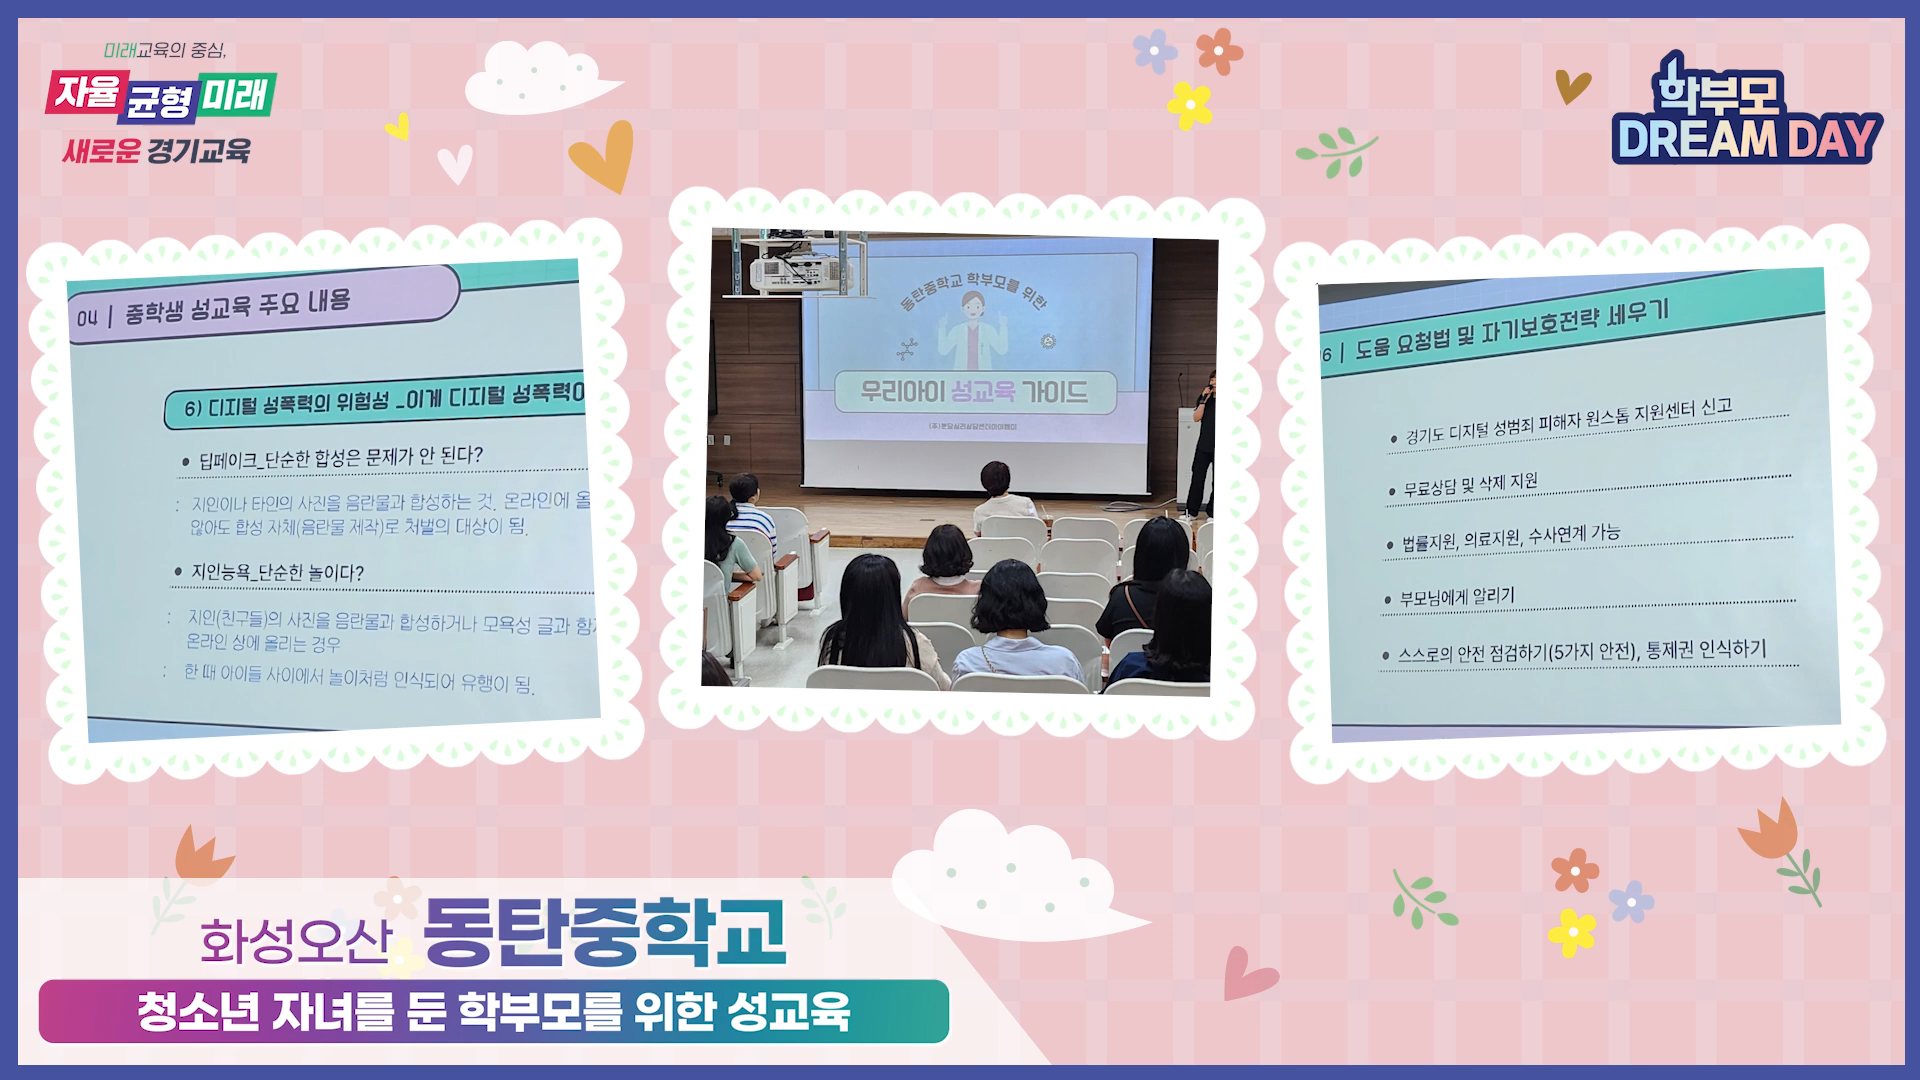 미래교육의 중심,
자율 균형 미래
새로운 경기교육
학부모
DREAM DAY
04 | 중학생 성교육 주요 내용
6) 디지털 성폭력의 위험성 _이게 디지털 성폭력
• 딥페이크_단순한 합성은 문제가 안 된다?
: 지인이나 타인의 사진을 음란물과 합성하는 것. 온라인에 올
않아도 합성 자체(음란물 제작)로 처벌의 대상이 됨.
• 지인능욕_단순한 놀이다?
: 지인(친구들)의 사진을 음란물과 합성하거나 모욕성 글과 함
온라인 상에 올리는 경우
: 한 때 아이들 사이에서 놀이처럼 인식되어 유행이 됨.
동탄중학교 학부모를 위한
우리아이 성교육 가이드
6 | 도움 요청법 및 자기보호전략 세우기
• 경기도 디지털 성범죄 피해자 원스톱 지원센터 신고
• 무료상담 및 삭제 지원
• 법률지원, 의료지원, 수사연계 가능
• 부모님에게 알리기
• 스스로의 안전 점검하기(5가지 안전), 통제권 인식하기
화성오산 동탄중학교
청소년 자녀를 둔 학부모를 위한 성교육